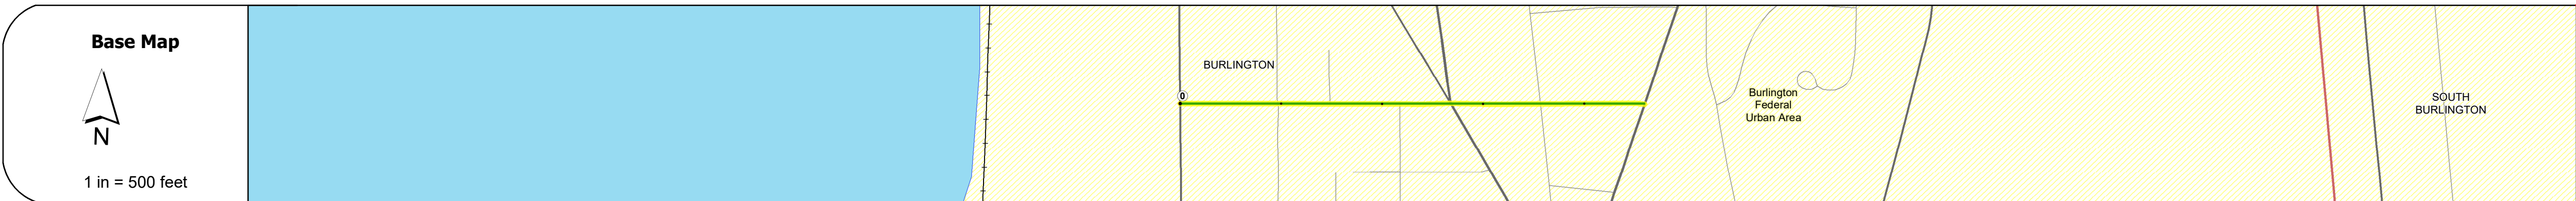 Base Map
N
1 in = 500 feet
BURLINGTON
0
Burlington
Federal
Urban Area
SOUTH
BURLINGTON